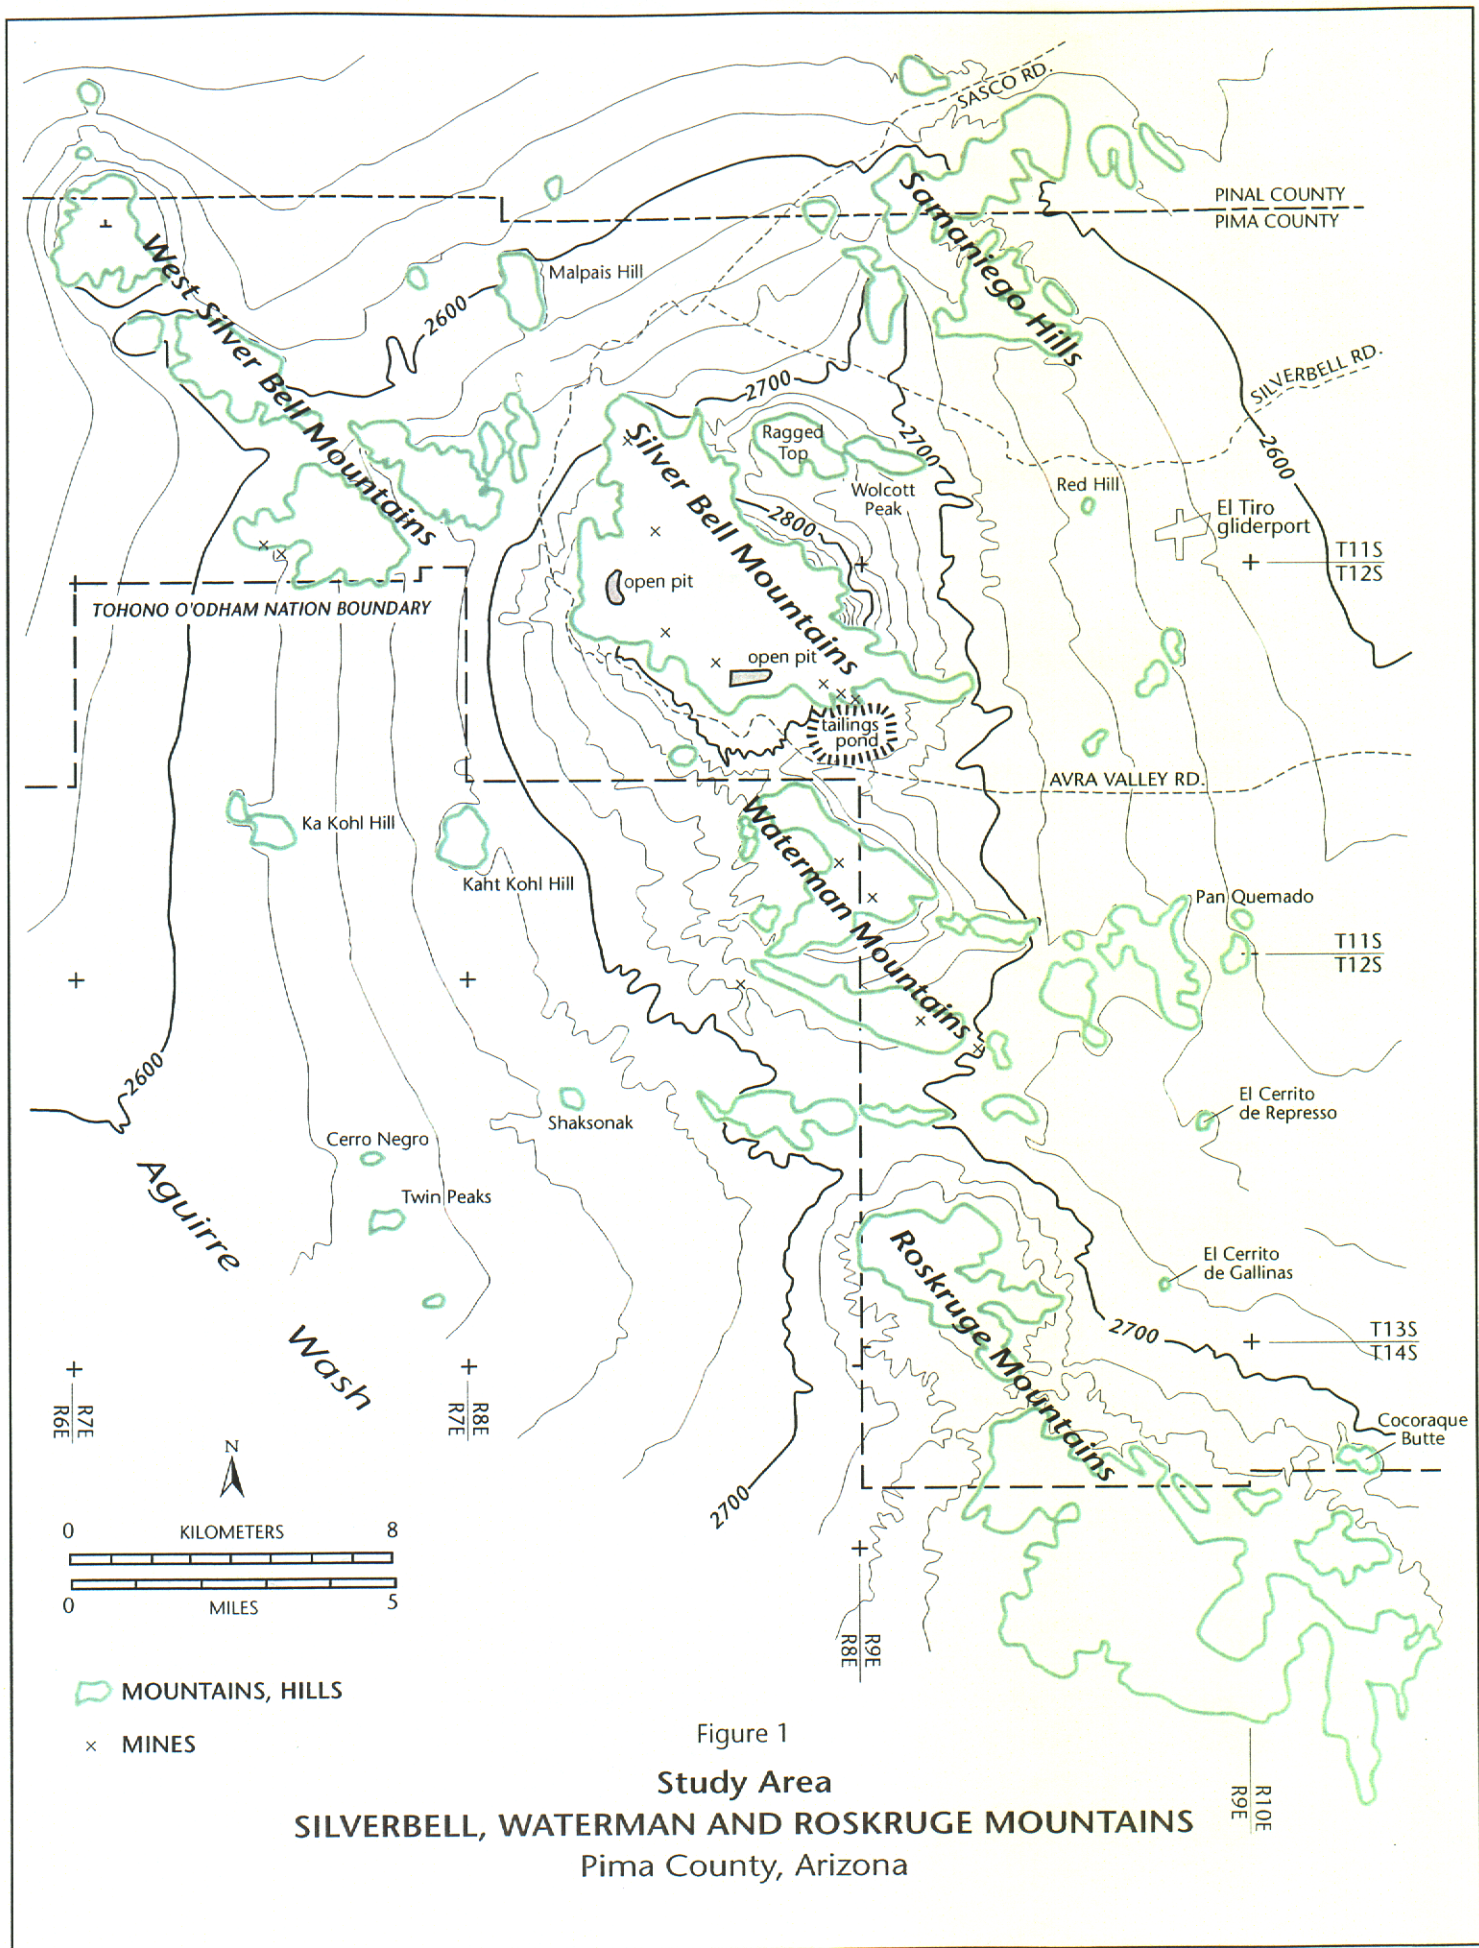 SASCO RD.
PINAL COUNTY
PIMA COUNTY
Samaniego Hills
West Silver Bell Mountains
Malpais Hill
2600
SILVERBELL RD.
2700
2700
2600
Ragged
Top
Silver Bell Mountains
Wolcott
Peak
Red Hill
2800
El Tiro
gliderport
T11S
T12S
open pit
TOHONO O'ODHAM NATION BOUNDARY
open pit
tailings
pond
AVRA VALLEY RD.
Waterman Mountains
Ka Kohl Hill
Kaht Kohl Hill
Pan Quemado
T11S
T12S
2600
El Cerrito
de Represso
Shaksonak
Cerro Negro
Aguirre
Twin Peaks
Roskruge Mountains
El Cerrito
de Gallinas
2700
T13S
T14S
Wash
R7E
R6E
R8E
R7E
Cocoraque
Butte
2700
N
0 KILOMETERS 8
0 MILES 5
R9E
R8E
R10E
R9E
MOUNTAINS, HILLS
× MINES
Figure 1
Study Area
SILVERBELL, WATERMAN AND ROSKRUGE MOUNTAINS
Pima County, Arizona